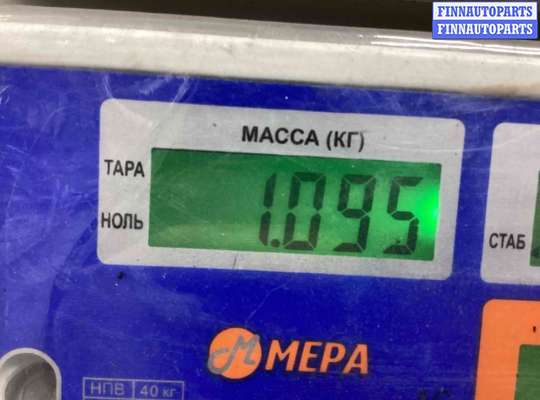 FINNAUTOPARTS
FINNAUTOPARTS
МАССА (КГ)
ТАРА
1.095
НОЛЬ
СТАБ
МЕРА
НПВ 40 кг